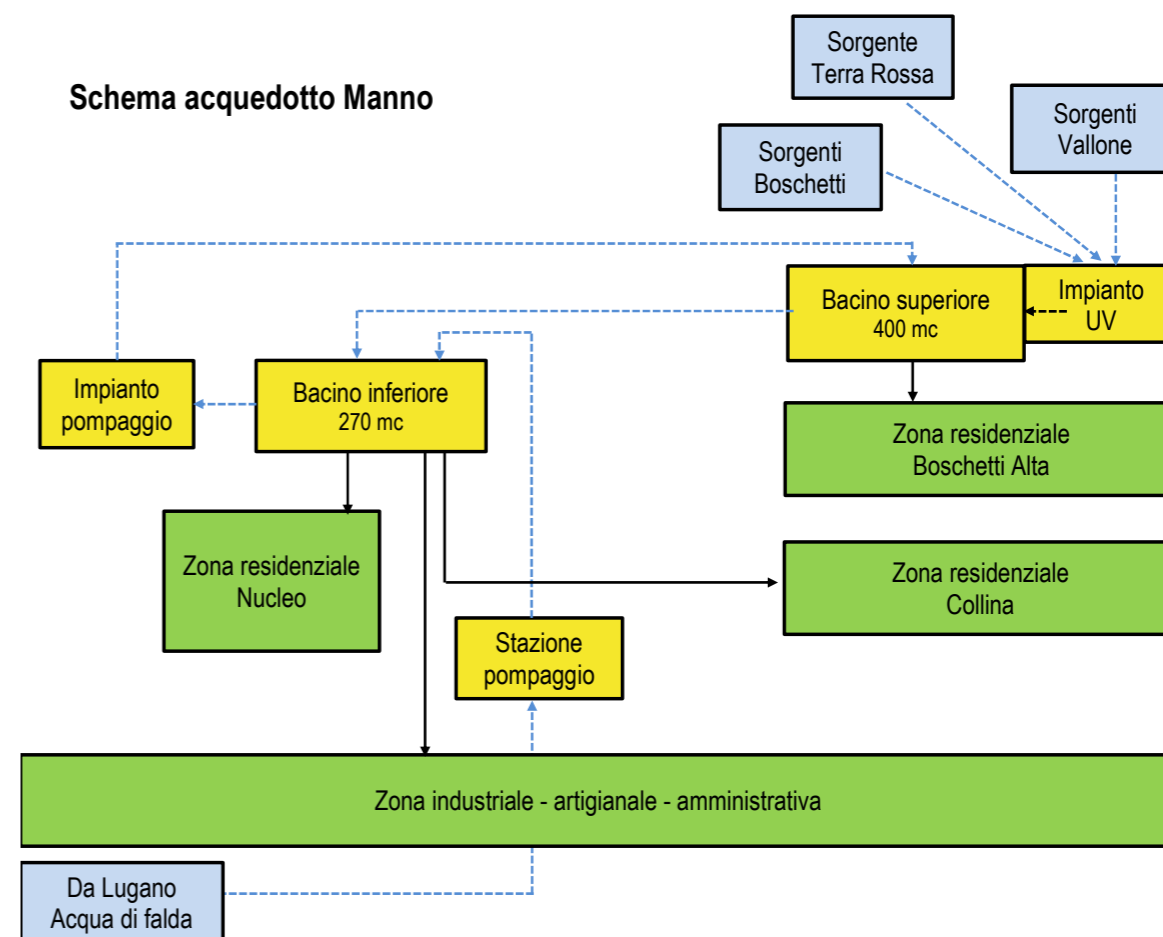 Schema acquedotto Manno
Sorgente
Terra Rossa
Sorgenti
Vallone
Sorgenti
Boschetti
Bacino superiore
400 mc
Impianto
UV
Impianto
pompaggio
Bacino inferiore
270 mc
Zona residenziale
Boschetti Alta
Zona residenziale
Nucleo
Zona residenziale
Collina
Stazione
pompaggio
Zona industriale - artigianale - amministrativa
Da Lugano
Acqua di falda